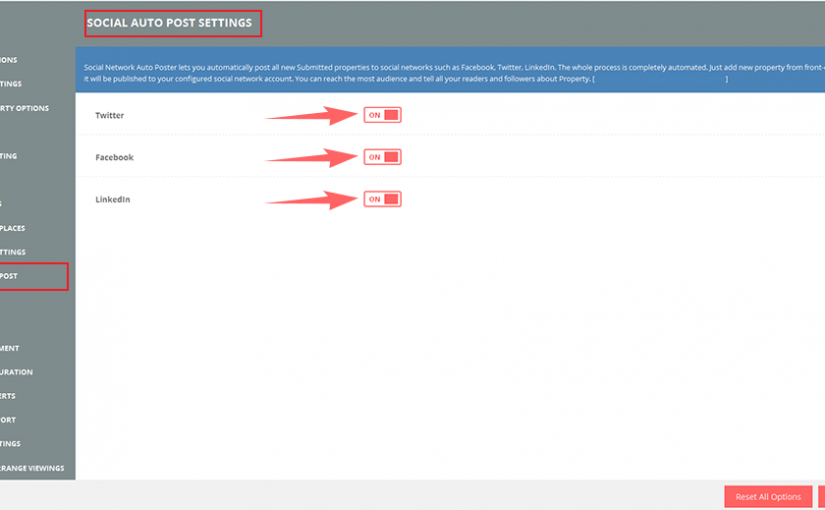 SOCIAL AUTO POST SETTINGS
Social Network Auto Poster lets you automatically post all new Submitted properties to social networks such as Facebook, Twitter, LinkedIn. The whole process is completely automated. Just add new property from front-
it will be published to your configured social network account. You can reach the most audience and tell all your readers and followers about Property. [ ]
IONS
TINGS
RTY OPTIONS
TING
S
PLACES
TTINGS
POST
MENT
URATION
ERTS
ORT
TINGS
RRANGE VIEWINGS
Twitter
ON
Facebook
ON
LinkedIn
ON
Reset All Options